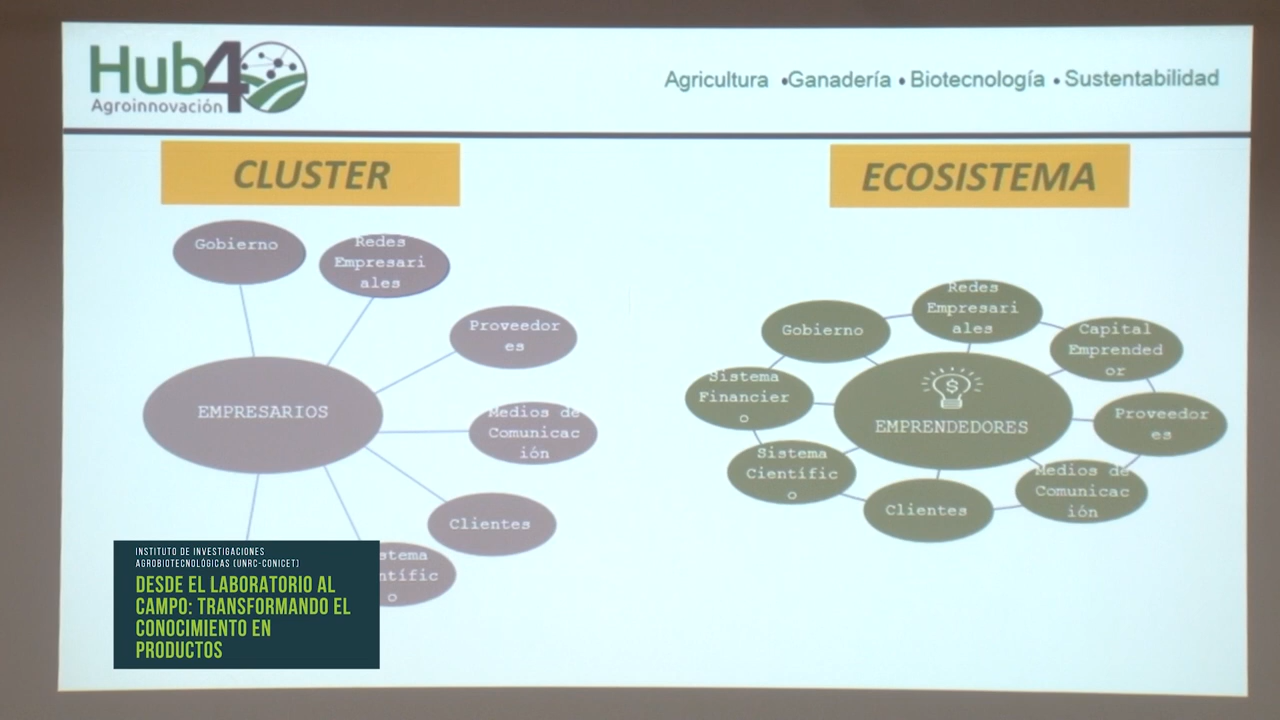 Hub4
Agroinnovación
Agricultura •Ganadería • Biotecnología • Sustentabilidad
CLUSTER
Gobierno
Redes
Empresari
ales
Proveedor
es
EMPRESARIOS
Medios de
Comunicac
ión
Clientes
stema
ntífic
o
ECOSISTEMA
Redes
Empresari
ales
Gobierno
Capital
Emprended
or
Sistema
Financier
o
EMPRENDEDORES
$
Proveedor
es
Sistema
Científic
o
Medios de
Comunicac
ión
Clientes
INSTITUTO DE INVESTIGACIONES
AGROBIOTECNOLÓGICAS (UNRC-CONICET)
DESDE EL LABORATORIO AL
CAMPO: TRANSFORMANDO EL
CONOCIMIENTO EN
PRODUCTOS